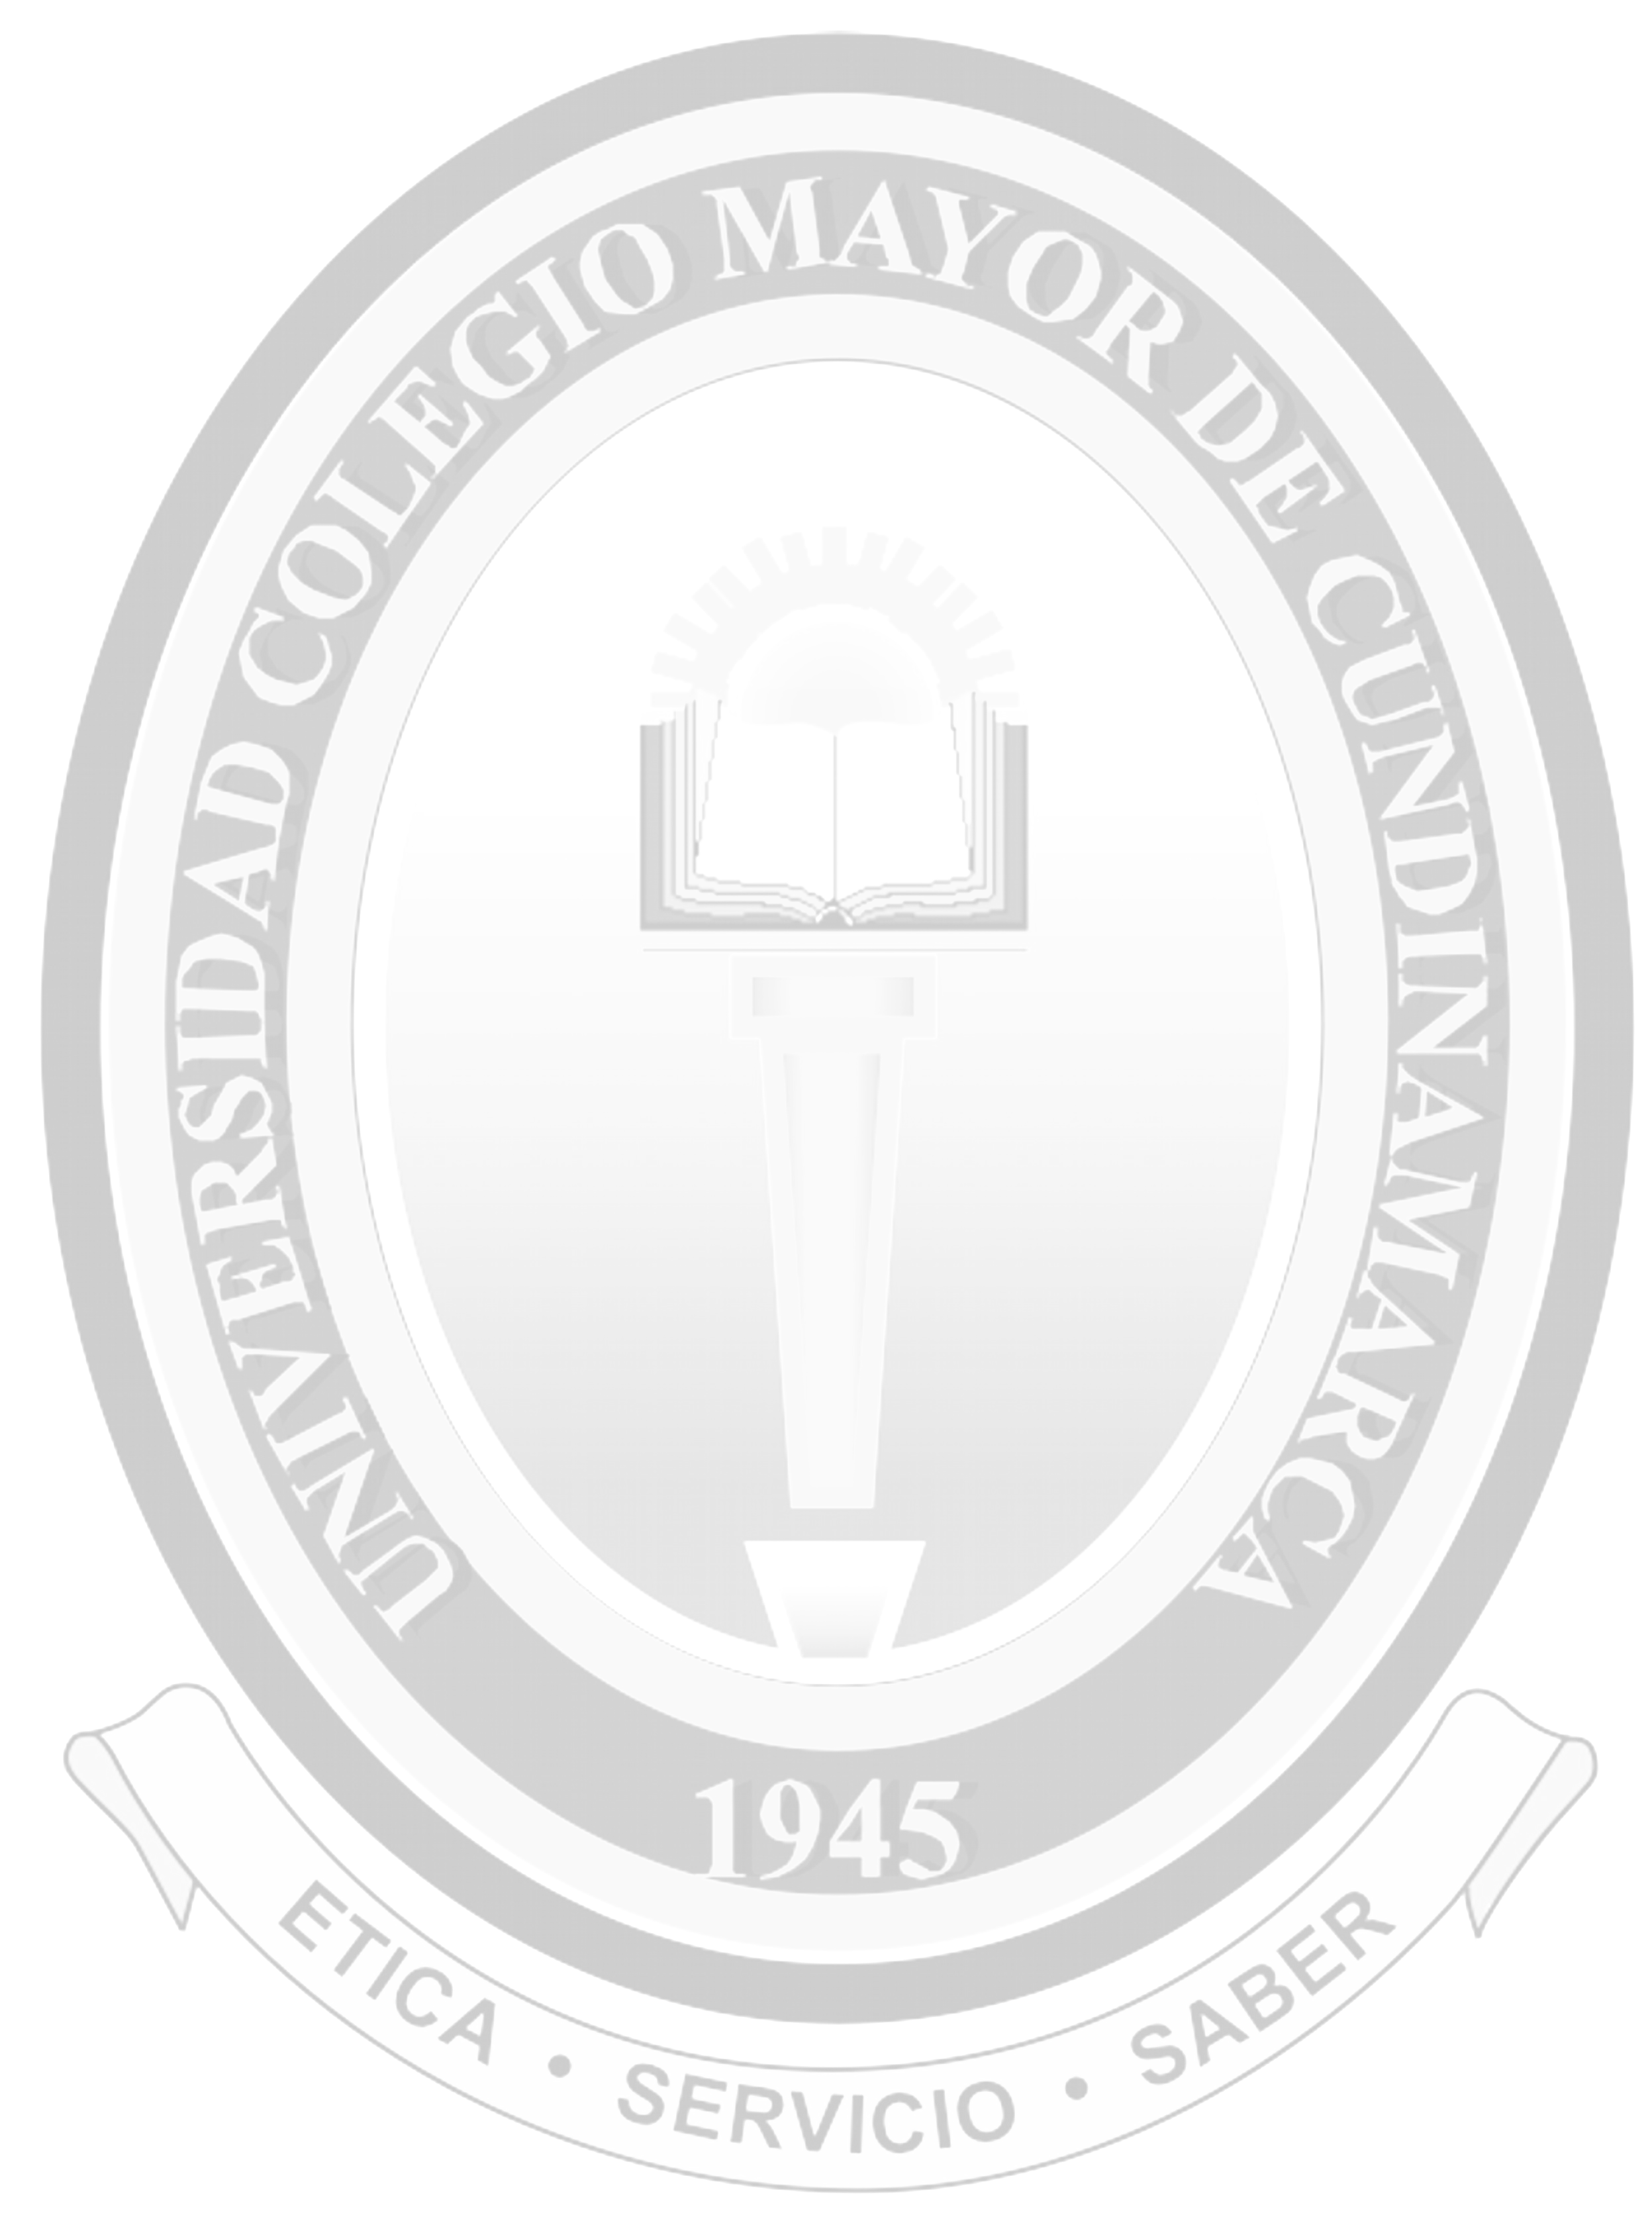 UNIVERSIDAD COLEGIO MAYOR DE CUNDINAMARCA
1945
ETICA • SERVICIO • SABER